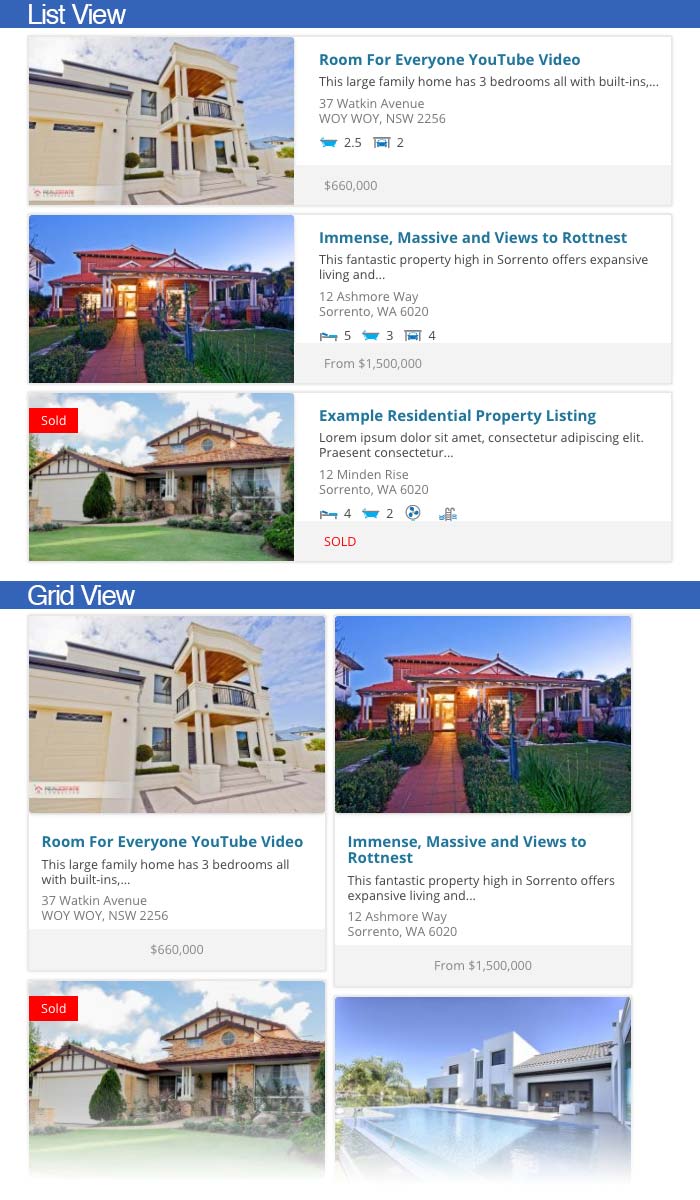 List View
Room For Everyone YouTube Video
This large family home has 3 bedrooms all with built-ins,...
37 Watkin Avenue
WOY WOY, NSW 2256
2.5 2
$660,000
Immense, Massive and Views to Rottnest
This fantastic property high in Sorrento offers expansive
living and...
12 Ashmore Way
Sorrento, WA 6020
5 3 4
From $1,500,000
Sold
Example Residential Property Listing
Lorem ipsum dolor sit amet, consectetur adipiscing elit.
Praesent consectetur...
12 Minden Rise
Sorrento, WA 6020
4 2
SOLD
Grid View
Room For Everyone YouTube Video
This large family home has 3 bedrooms all
with built-ins,...
37 Watkin Avenue
WOY WOY, NSW 2256
$660,000
Immense, Massive and Views to
Rottnest
This fantastic property high in Sorrento offers
expansive living and...
12 Ashmore Way
Sorrento, WA 6020
From $1,500,000
Sold